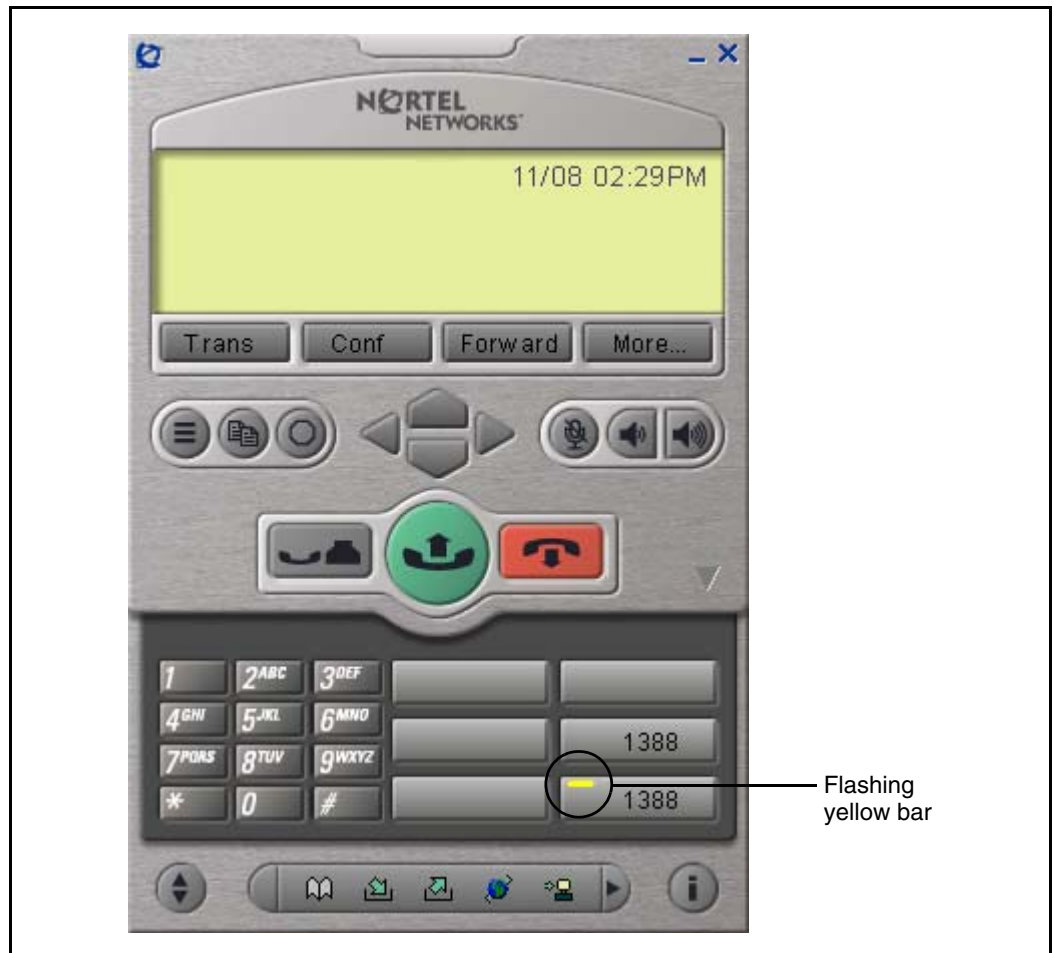 NORTEL
NETWORKS™
11/08 02:29PM
Trans Conf Forward More...
1 2ABC 3DEF
4GHI 5JKL 6MNO
1388
7PQRS 8TUV 9WXYZ
* 0 #
1388
Flashing
yellow bar
i